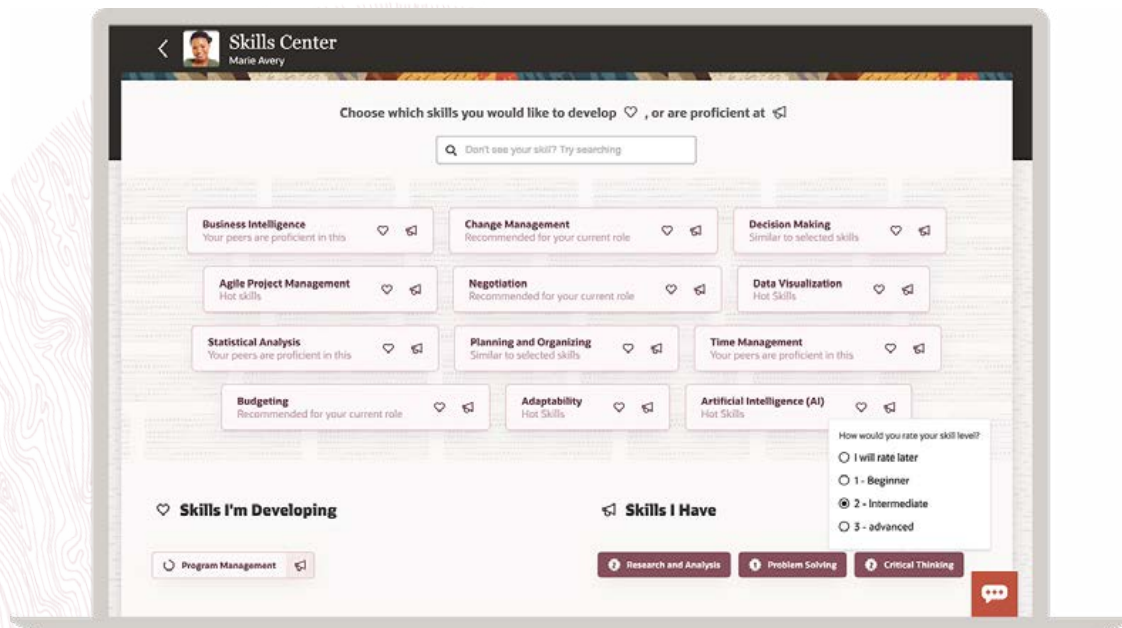 Skills Center
Marie Avery
Choose which skills you would like to develop , or are proficient at
Don't see your skill? Try searching
Business Intelligence
Your peers are proficient in this
Change Management
Recommended for your current role
Decision Making
Similar to selected skills
Agile Project Management
Hot skills
Negotiation
Recommended for your current role
Data Visualization
Hot Skills
Statistical Analysis
Your peers are proficient in this
Planning and Organizing
Similar to selected skills
Time Management
Your peers are proficient in this
Budgeting
Recommended for your current role
Adaptability
Hot Skills
Artificial Intelligence (AI)
Hot Skills
How would you rate your skill level?
I will rate later
1 - Beginner
2 - Intermediate
3 - advanced
Skills I'm Developing
Program Management
Skills I Have
2 Research and Analysis
1 Problem Solving
2 Critical Thinking